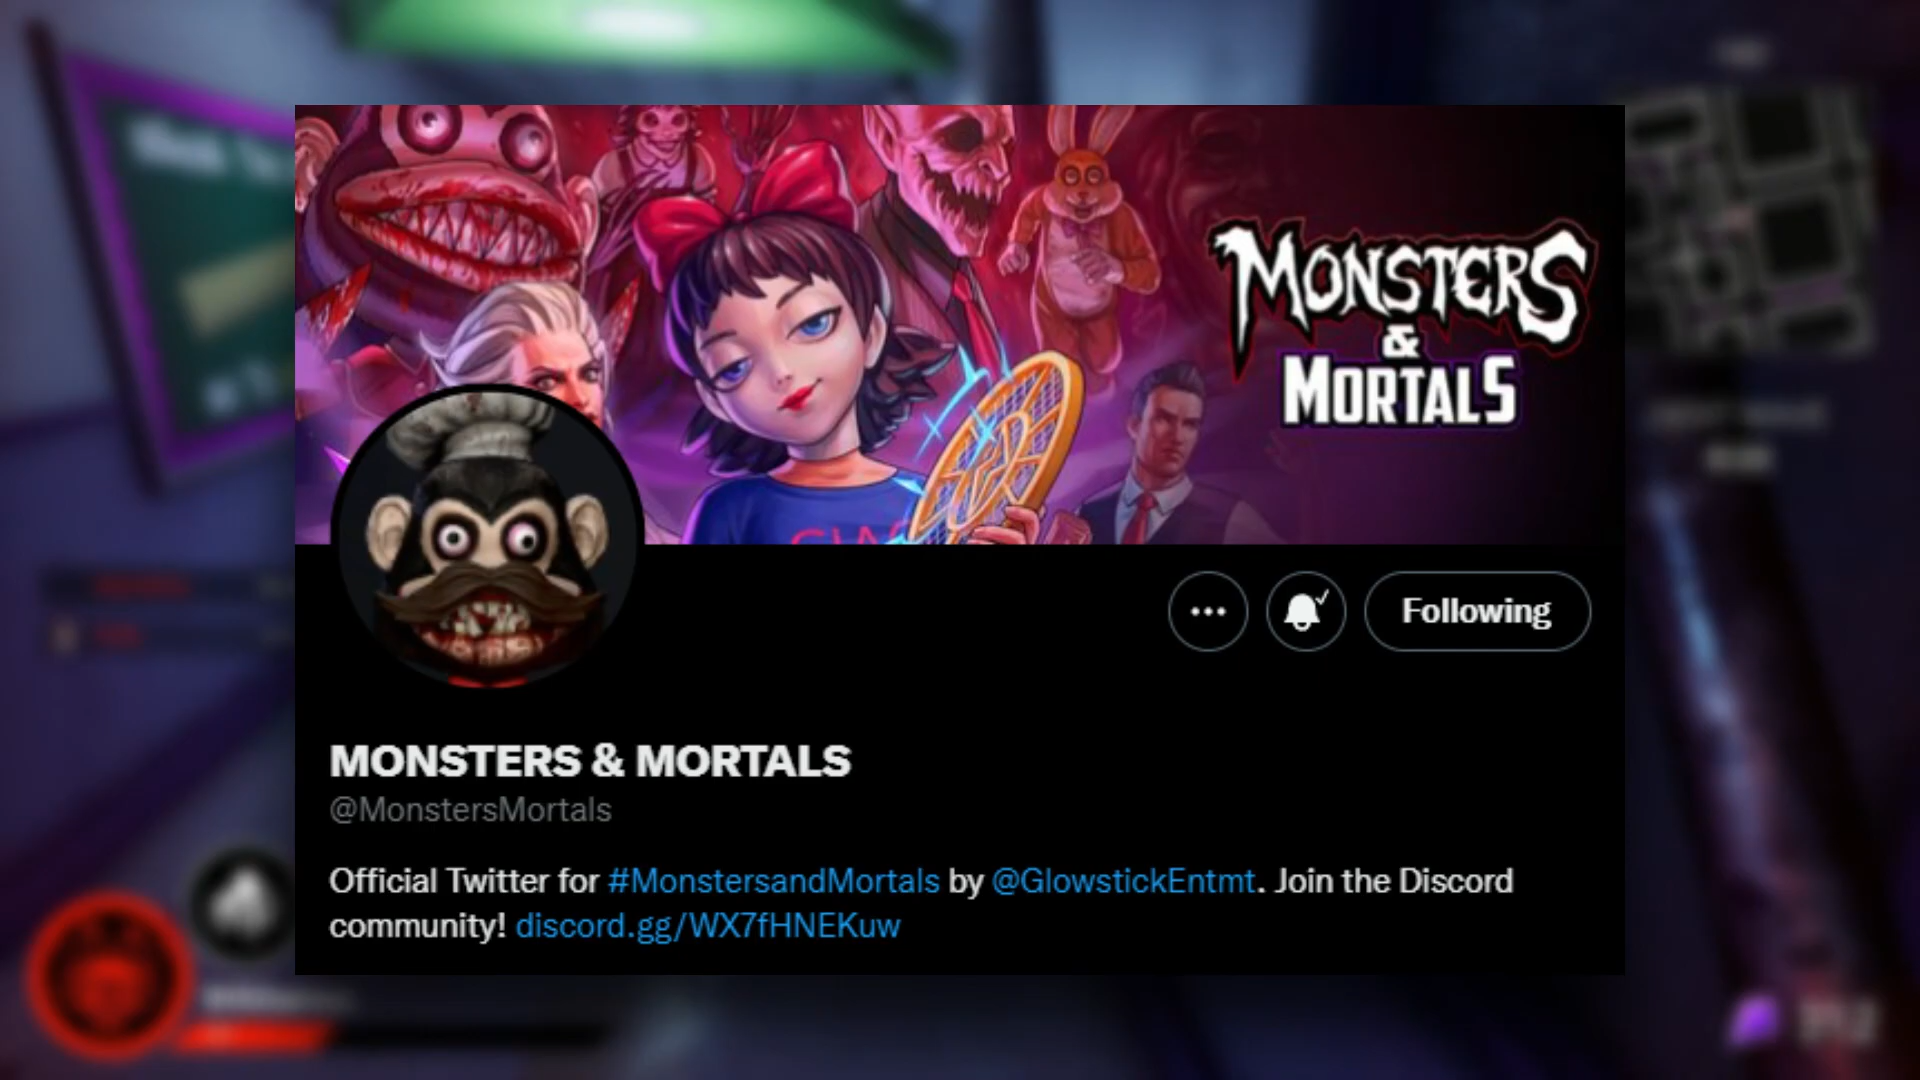 MONSTERS
&
MORTALS
Following
MONSTERS & MORTALS
@MonstersMortals
Official Twitter for #MonstersandMortals by @GlowstickEntmt. Join the Discord
community! discord.gg/WX7fHNEKuw